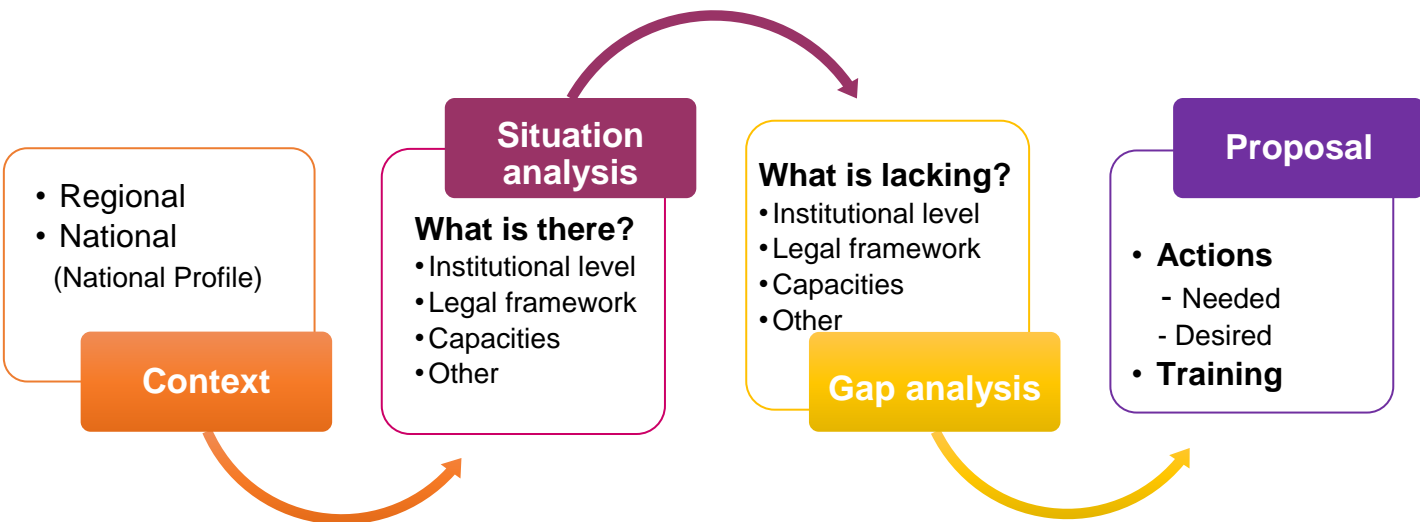 • Regional
• National
(National Profile)
Context
Situation
analysis
What is there?
•Institutional level
•Legal framework
•Capacities
•Other
What is lacking?
•Institutional level
•Legal framework
•Capacities
•Other
Gap analysis
Proposal
• Actions
- Needed
- Desired
• Training